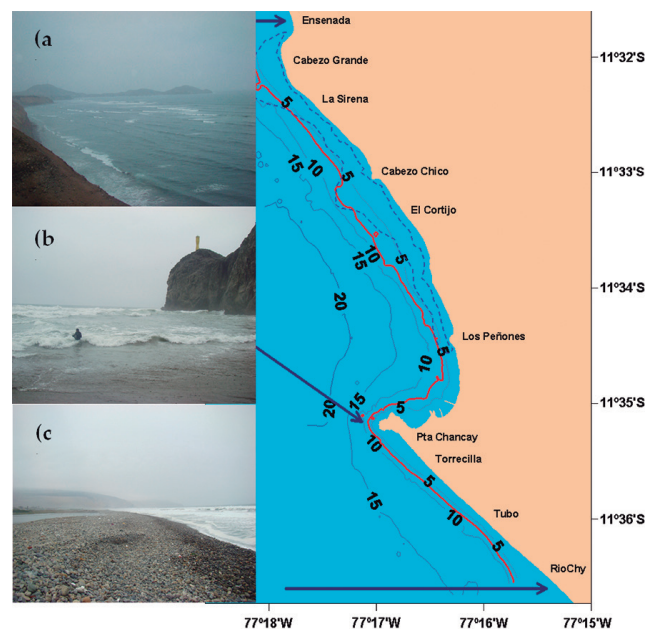 (a
(b
(c
Ensenada
Cabezo Grande
La Sirena
Cabezo Chico
El Cortijo
Los Peñones
Pta Chancay
Torrecilla
Tubo
RioChy
5
10
15
5
10
15
5
20
5
10
15
20
5
10
5
15
10
5
11°32'S
11°33'S
11°34'S
11°35'S
11°36'S
77°18'W
77°17'W
77°16'W
77°15'W